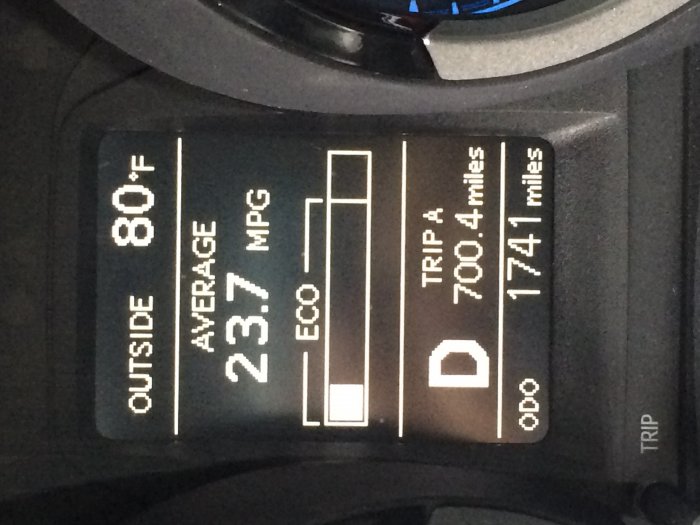 OUTSIDE 80°F
AVERAGE
23.7 MPG
ECO
TRIP A
D 700.4 miles
ODO 1741 miles
TRIP